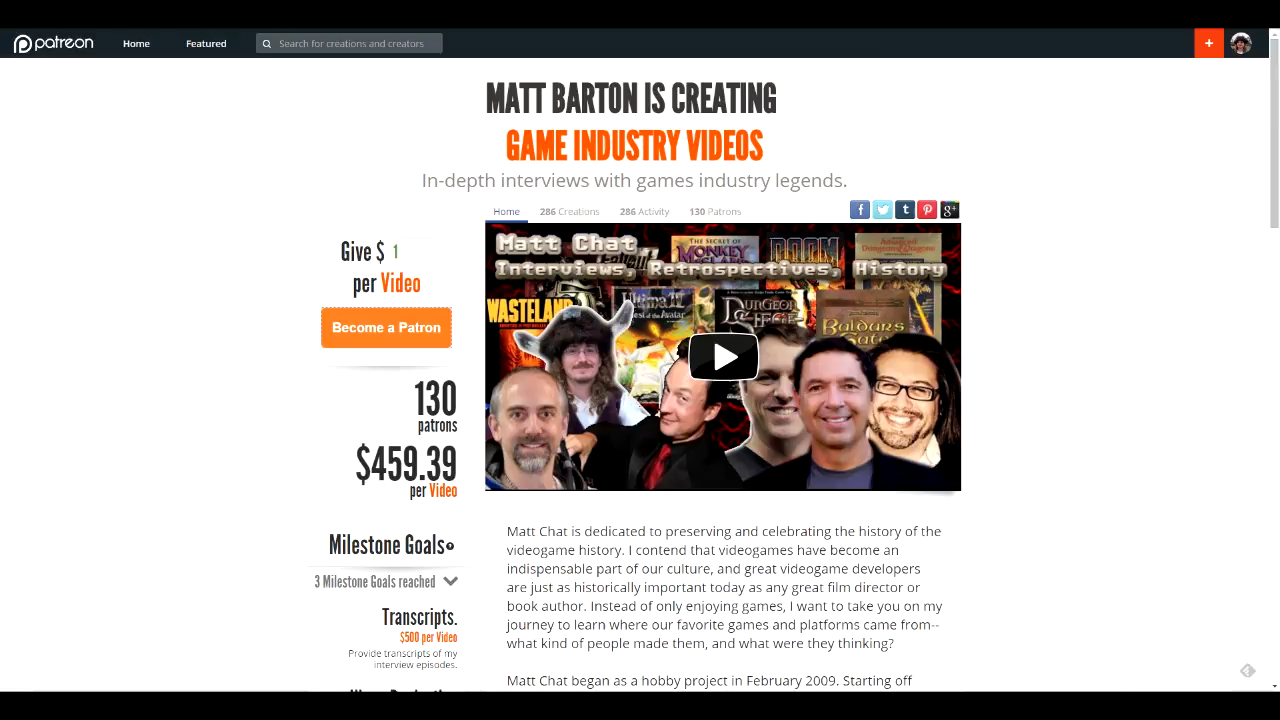 patreon
Home
Featured
Search for creations and creators
+
MATT BARTON IS CREATING
GAME INDUSTRY VIDEOS
In-depth interviews with games industry legends.
Home
286 Creations
286 Activity
130 Patrons
Give $ 1
per Video
Become a Patron
130
patrons
$459.39
per Video
Milestone Goals
3 Milestone Goals reached
Transcripts.
$500 per Video
Provide transcripts of my
interview episodes.
Matt Chat
Interviews, Retrospectives, History
THE SECRET OF
MONKEY
DOOM
Advanced
Dungeons & Dragons
WASTELAND
Ultima VI
DUNGEON
SIEGE
Baldur's
Gate
Matt Chat is dedicated to preserving and celebrating the history of the
videogame history. I contend that videogames have become an
indispensable part of our culture, and great videogame developers
are just as historically important today as any great film director or
book author. Instead of only enjoying games, I want to take you on my
journey to learn where our favorite games and platforms came from--
what kind of people made them, and what were they thinking?
Matt Chat began as a hobby project in February 2009. Starting off